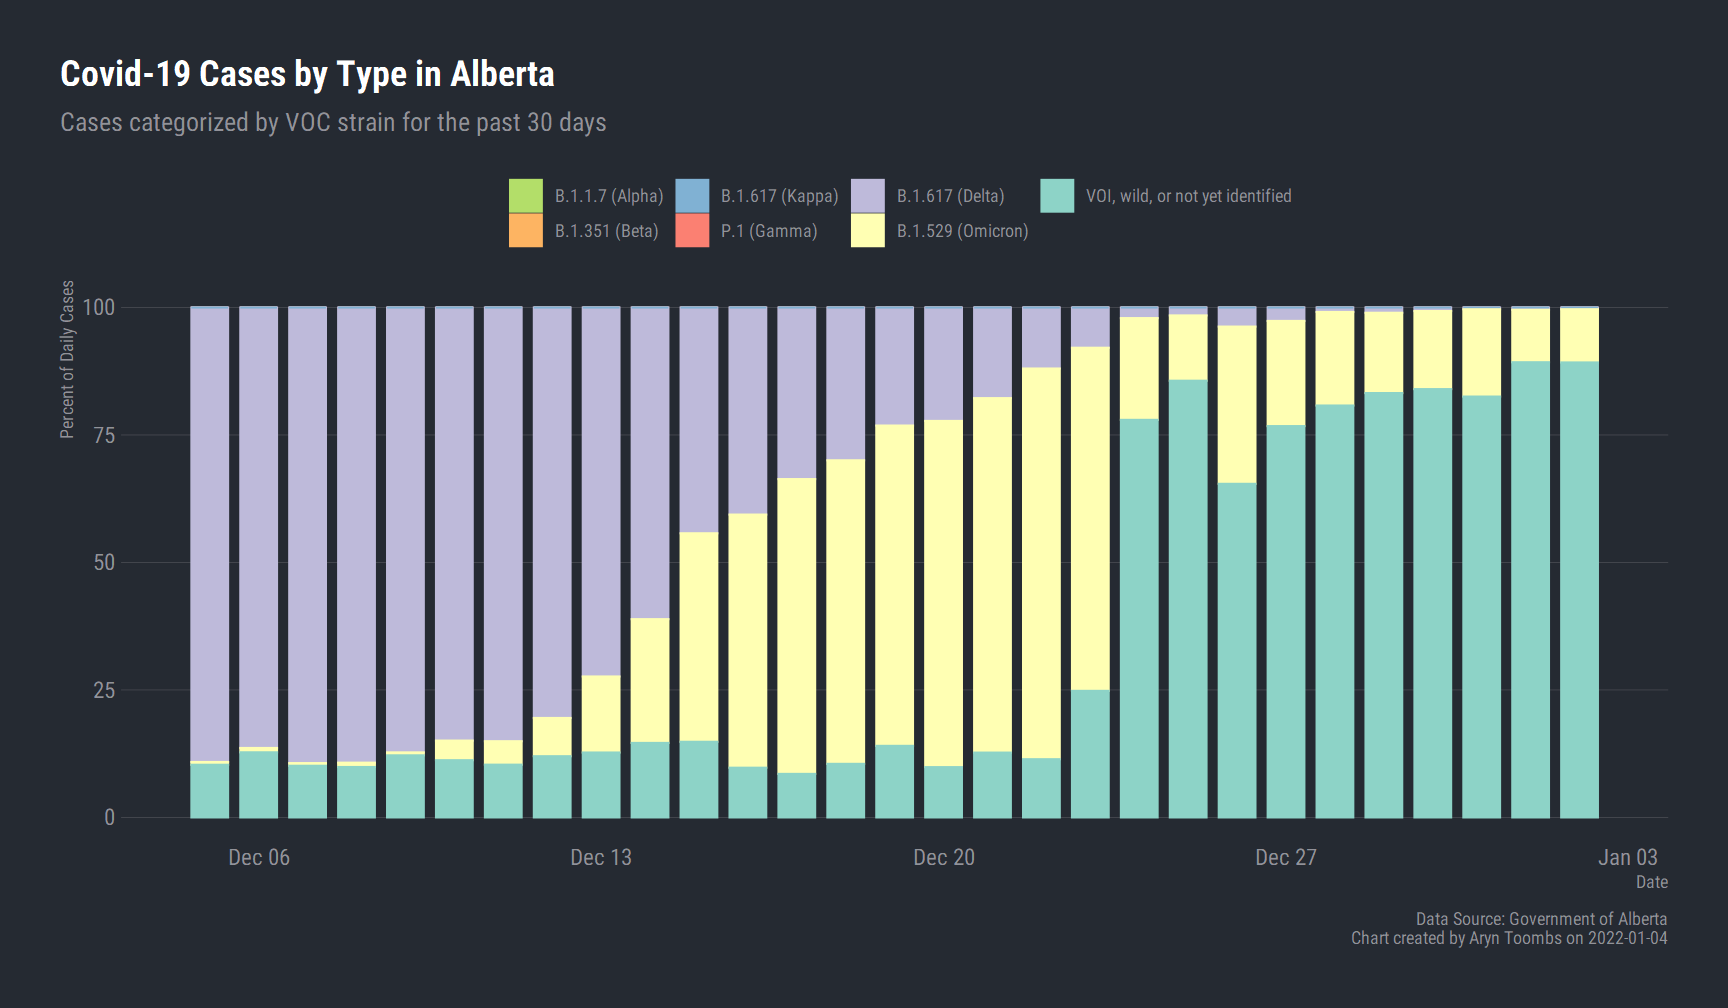 Covid-19 Cases by Type in Alberta
Cases categorized by VOC strain for the past 30 days
B.1.1.7 (Alpha) B.1.617 (Kappa) B.1.617 (Delta) VOI, wild, or not yet identified
B.1.351 (Beta) P.1 (Gamma) B.1.529 (Omicron)
Percent of Daily Cases
100
75
50
25
0
Dec 06 Dec 13 Dec 20 Dec 27 Jan 03
Date
Data Source: Government of Alberta
Chart created by Aryn Toombs on 2022-01-04